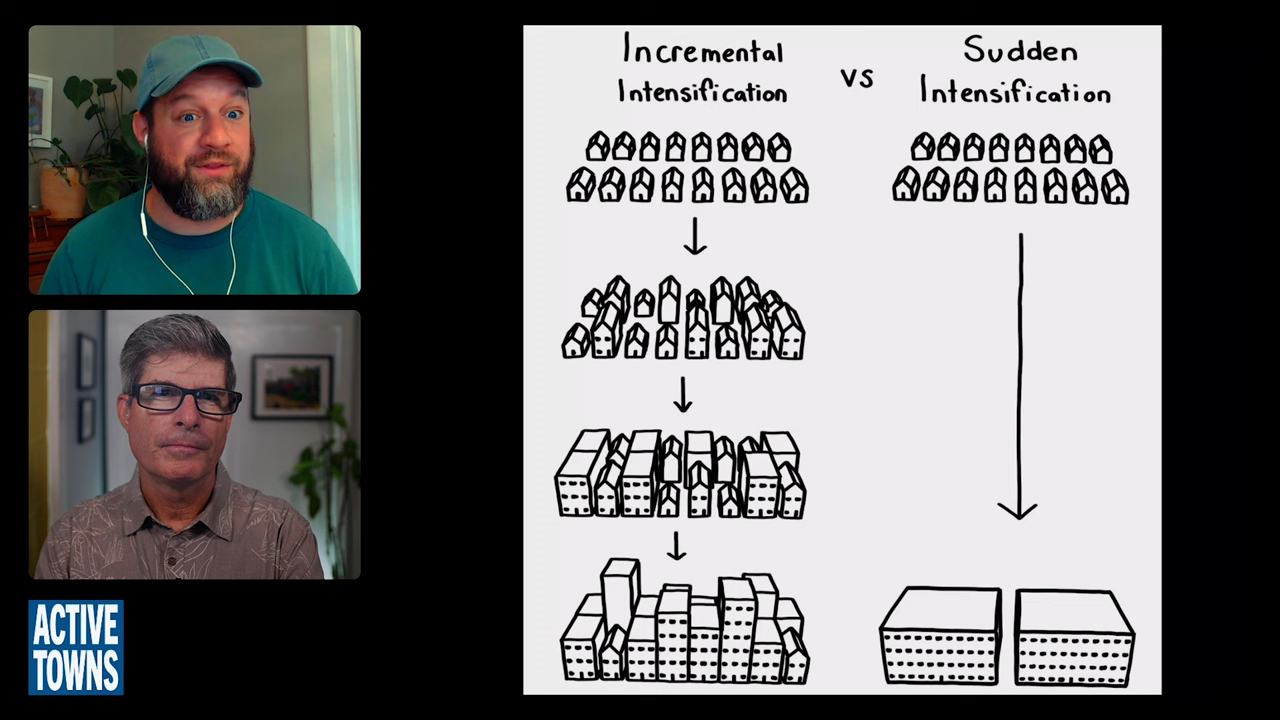 Incremental
Intensification
vs
Sudden
Intensification
ACTIVE
TOWNS